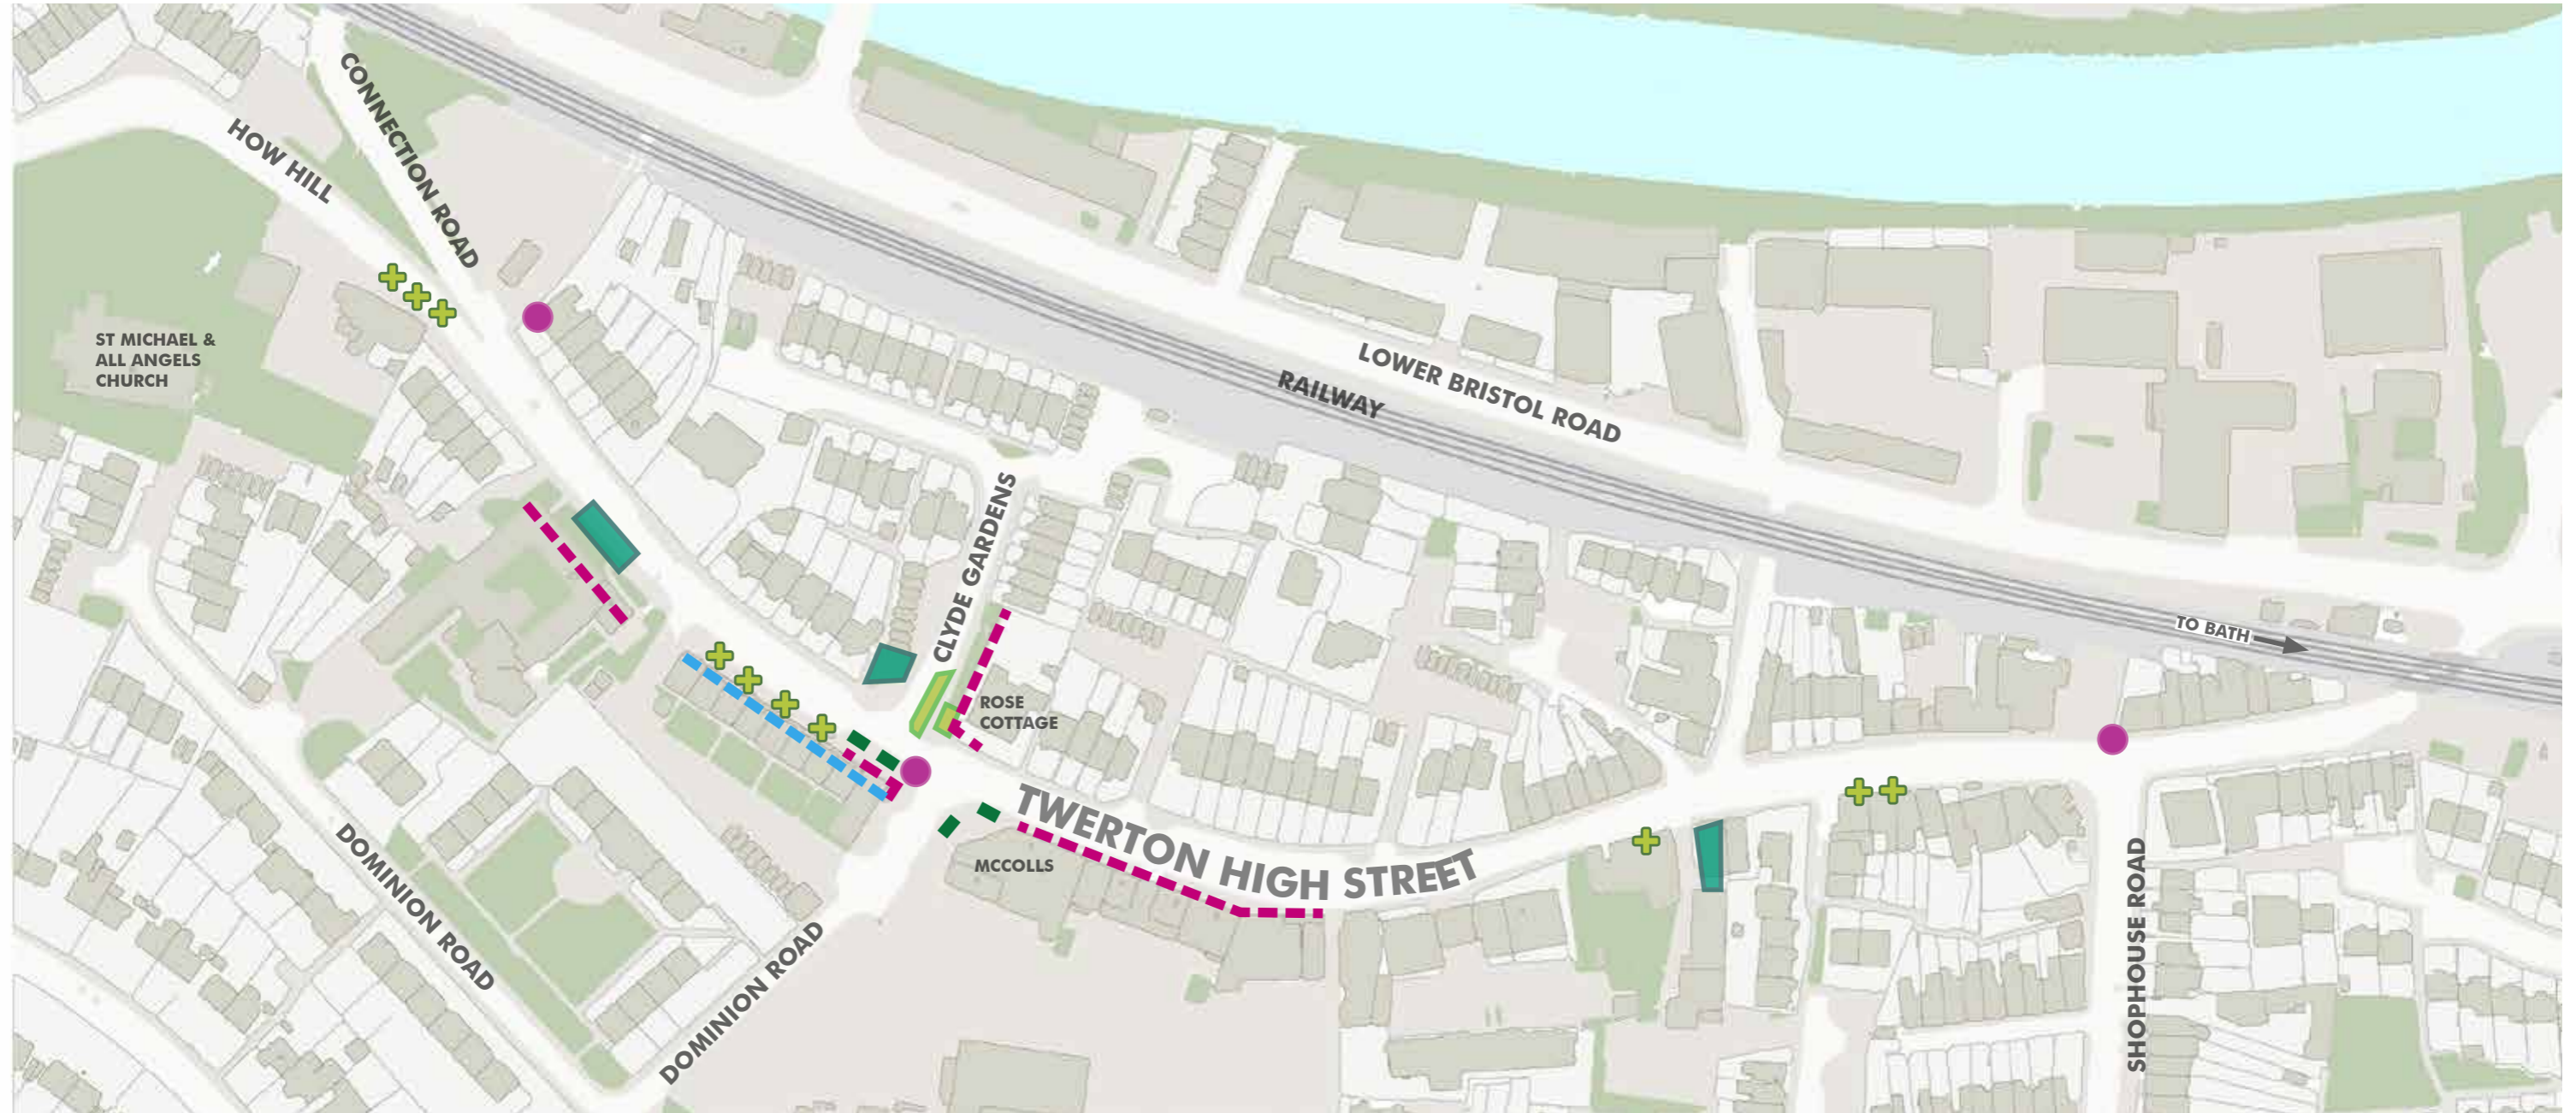 CONNECTION ROAD
HOW HILL
ST MICHAEL &
ALL ANGELS
CHURCH
LOWER BRISTOL ROAD
RAILWAY
CLYDE GARDENS
TO BATH
ROSE
COTTAGE
TWERTON HIGH STREET
MCCOLLS
DOMINION ROAD
DOMINION ROAD
SHOPHOUSE ROAD